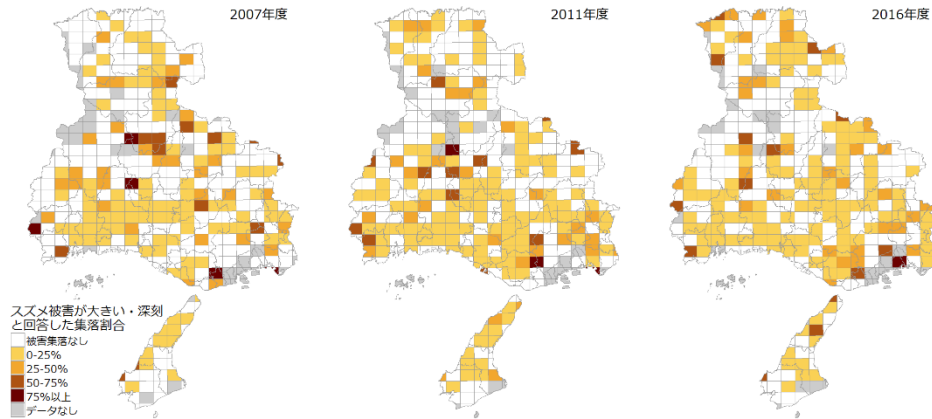 2007年度
2011年度
2016年度
スズメ被害が大きい・深刻
と回答した集落割合
被害集落なし
0-25%
25-50%
50-75%
75%以上
データなし